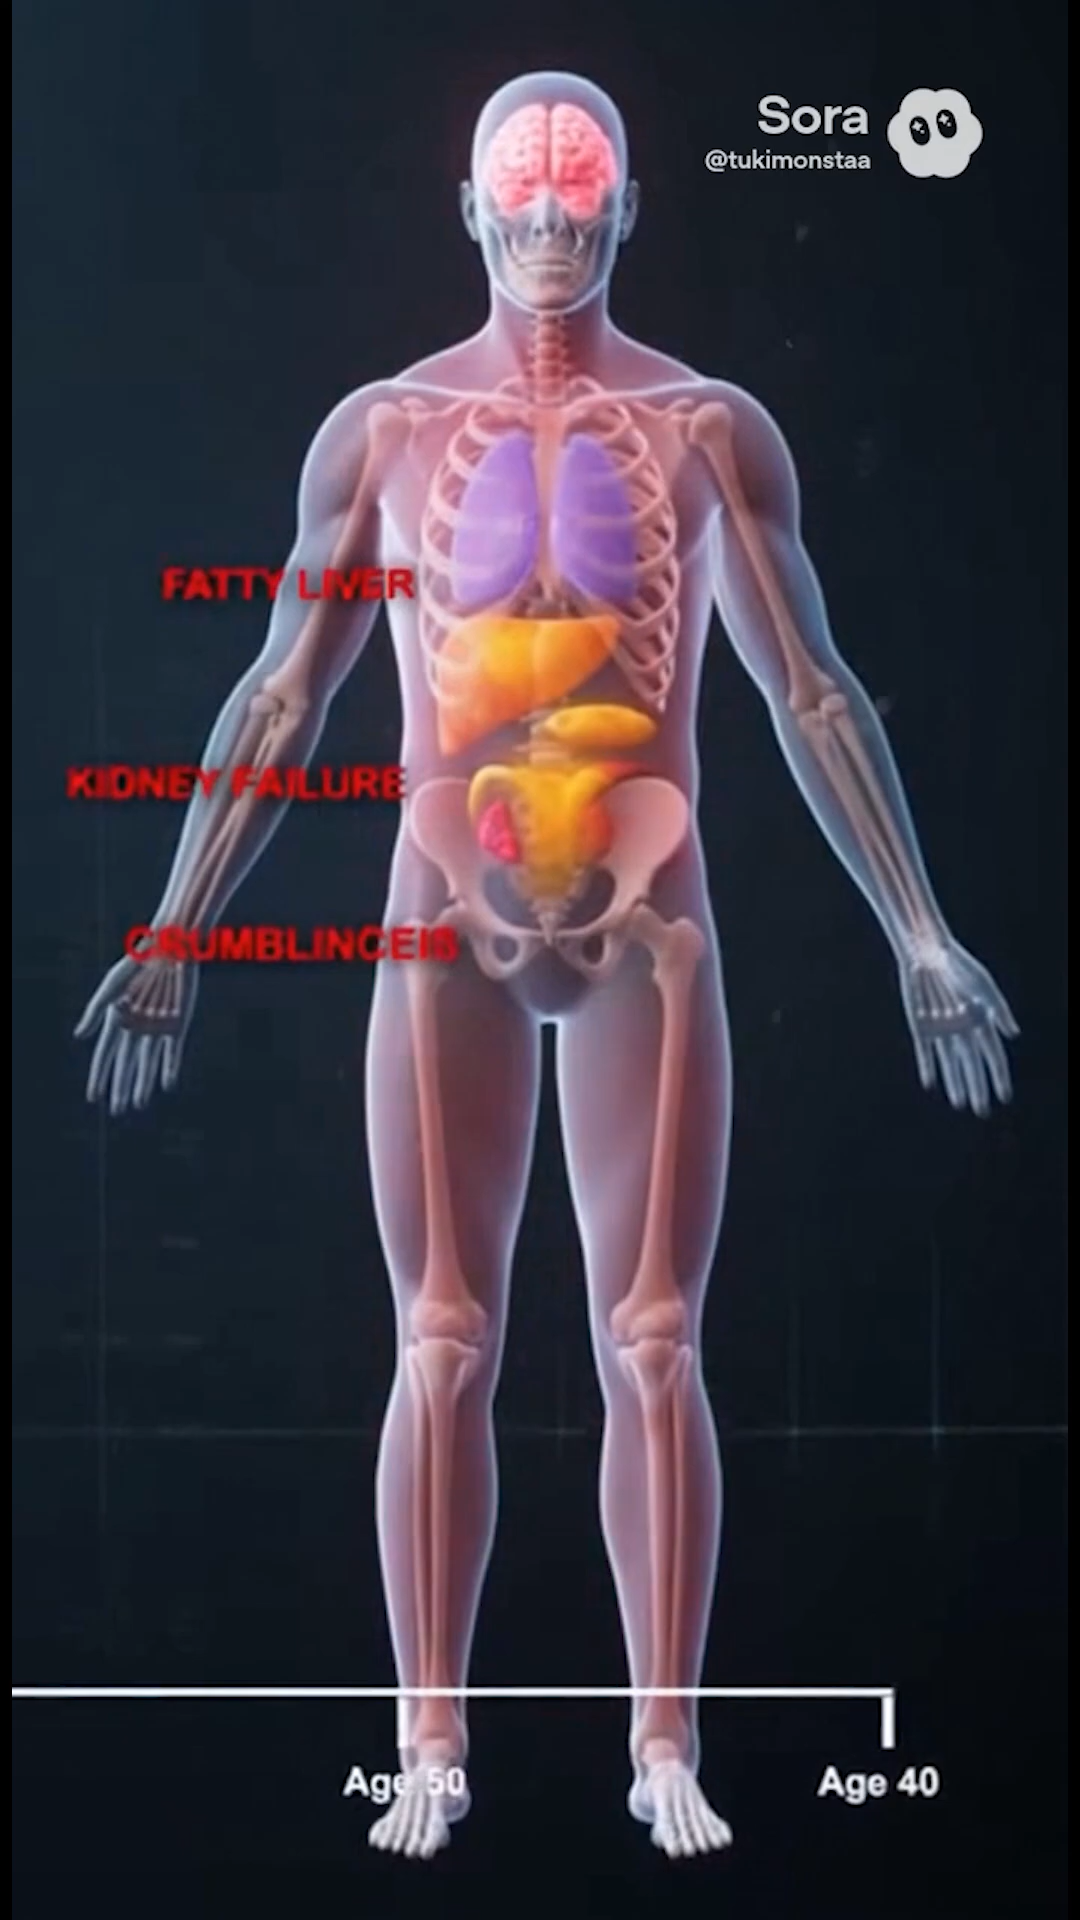 Sora
@tukimonstaa
FATTY LIVER
KIDNEY FAILURE
CRUMBLINCEIS
Age 50
Age 40